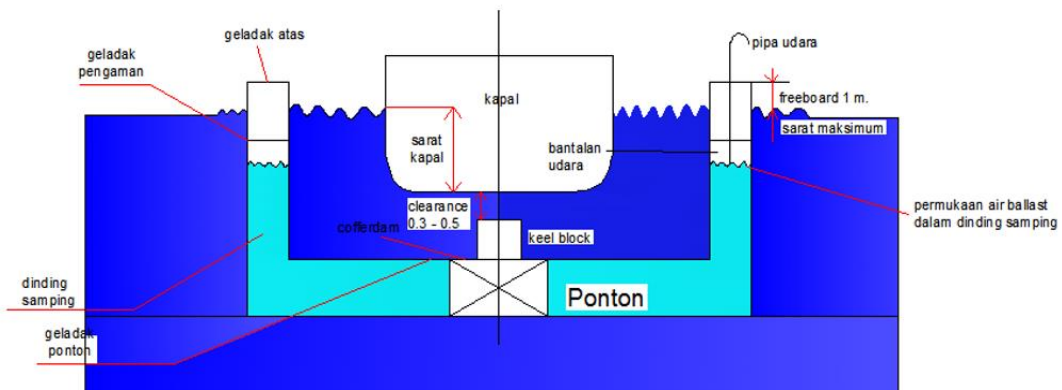 geladak atas
geladak
pengaman
pipa udara
kapal
freeboard 1 m.
sarat maksimum
sarat
kapal
bantalan
udara
clearance
0.3 - 0.5
permukaan air ballast
dalam dinding samping
cofferdam
keel block
dinding
samping
Ponton
geladak
ponton